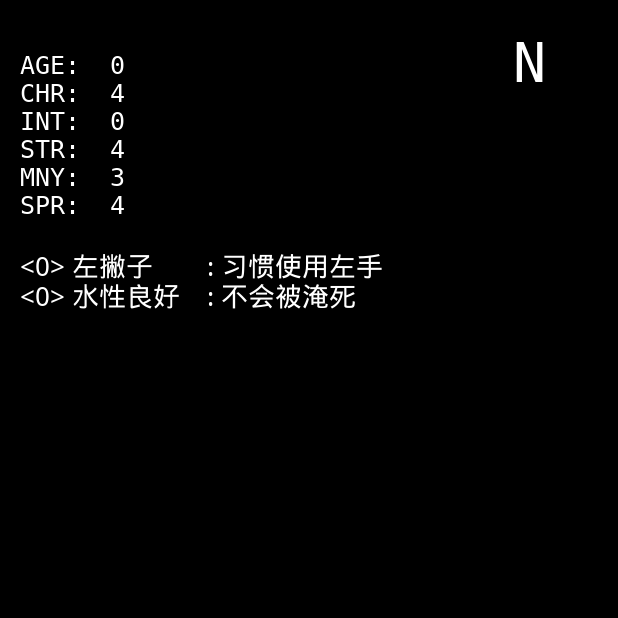 N
AGE: 0
CHR: 4
INT: 0
STR: 4
MNY: 3
SPR: 4
<O> 左撇子 : 习惯使用左手
<O> 水性良好 : 不会被淹死